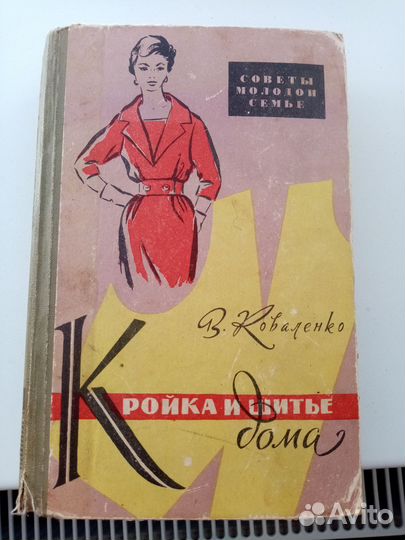 СОВЕТЫ
МОЛОДОЙ
СЕМЬЕ
В. Коваленко
КРОЙКА И ШИТЬЕ
дома
Avito